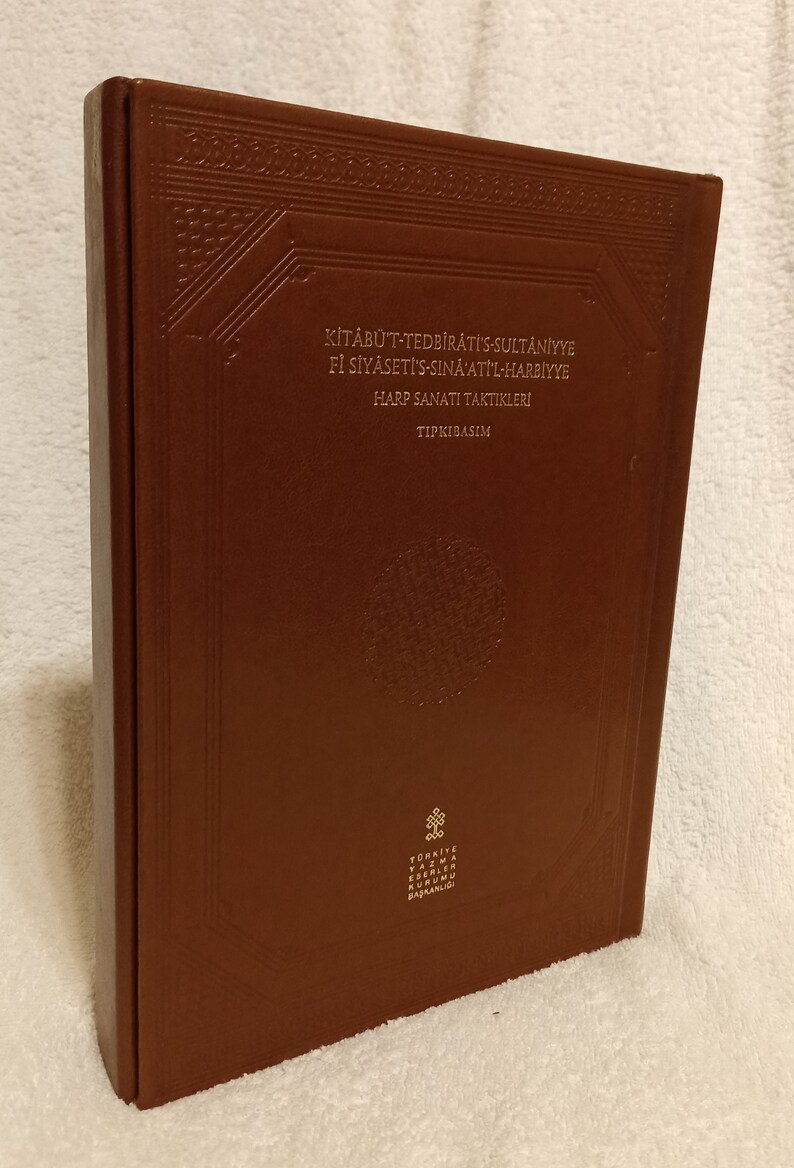 KİTÂBÜ'T-TEDBÎRÂTİ'S-SULTÂNİYYE
FÎ SİYÂSETİ'S-SINÂ'ATİ'L-HARBİYYE
HARP SANATI TAKTİKLERİ
TIPKIBASIM
TÜRKİYE
YAZMA
ESERLER
KURUMU
BAŞKANLIĞI